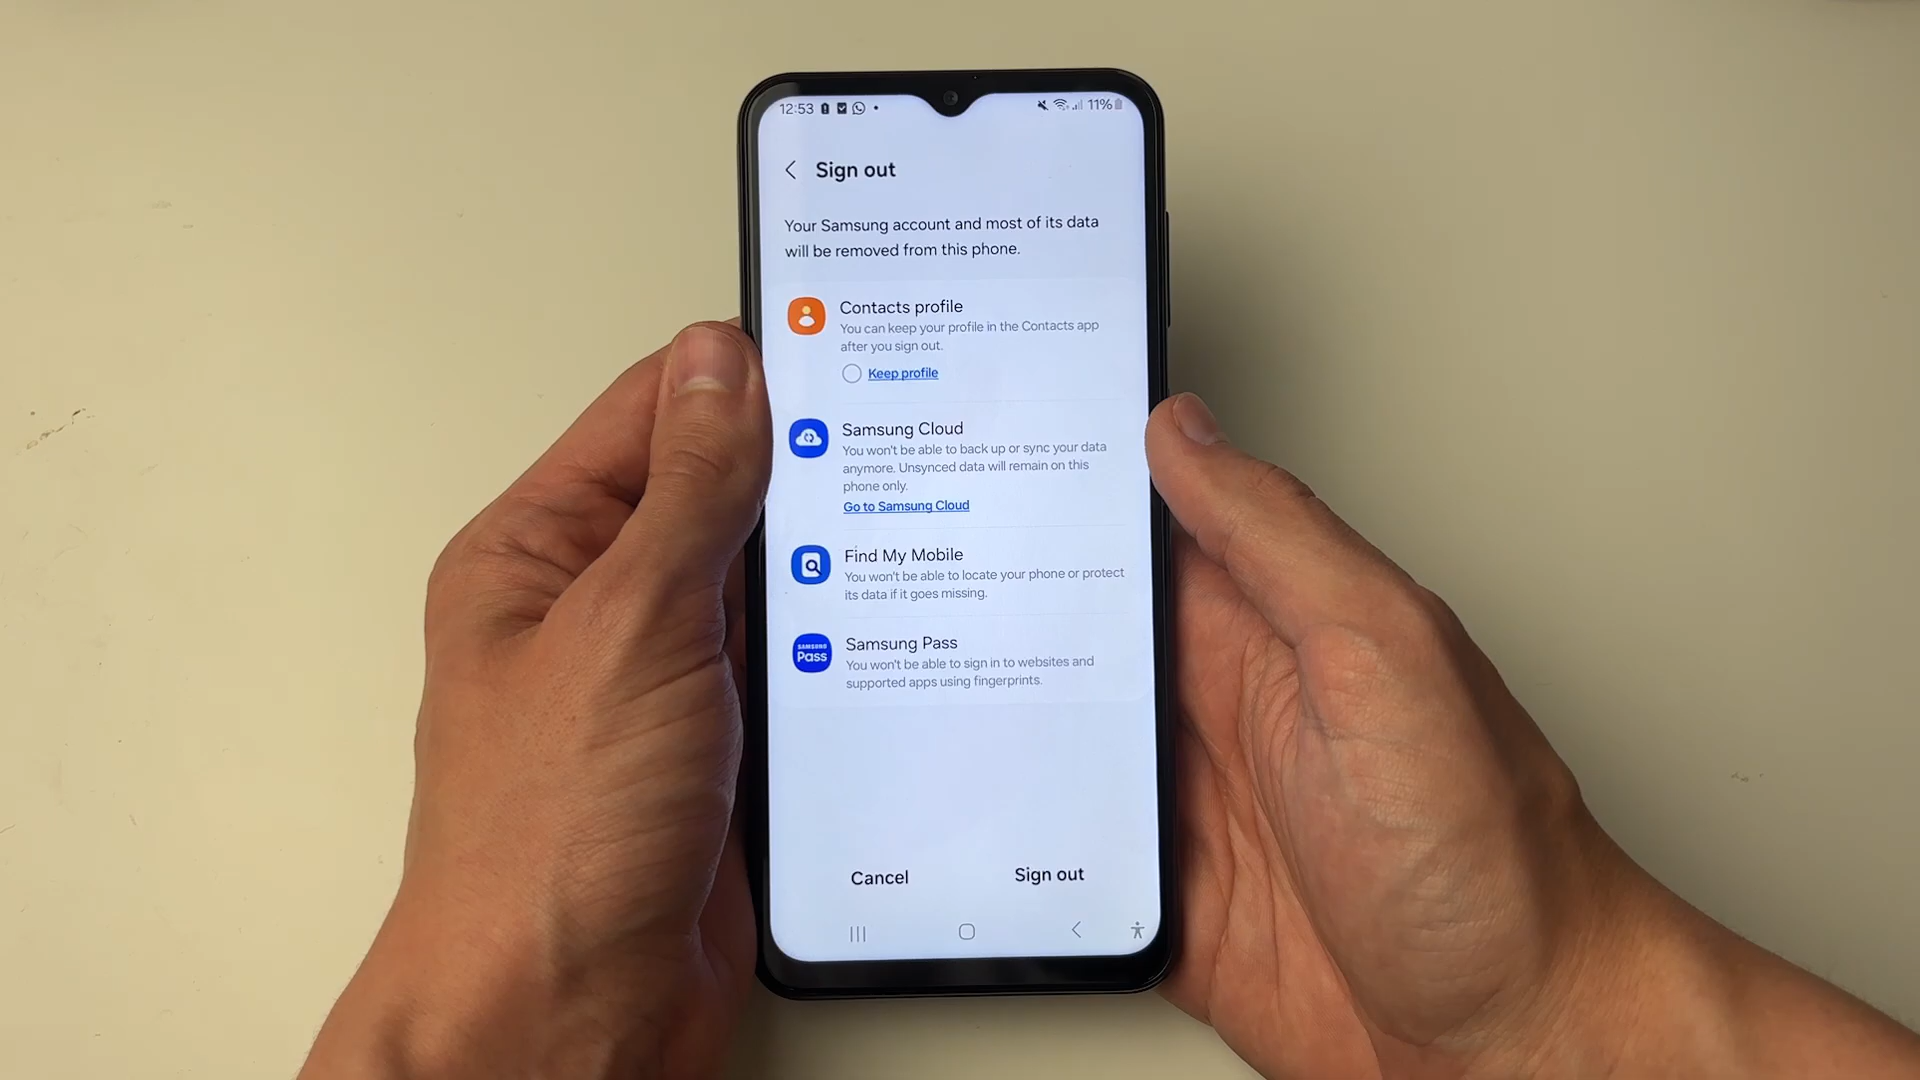 12:53 11%
Sign out
Your Samsung account and most of its data
will be removed from this phone.
Contacts profile
You can keep your profile in the Contacts app
after you sign out.
Keep profile
Samsung Cloud
You won't be able to back up or sync your data
anymore. Unsynced data will remain on this
phone only.
Go to Samsung Cloud
Find My Mobile
You won't be able to locate your phone or protect
its data if it goes missing.
SAMSUNG
Pass
Samsung Pass
You won't be able to sign in to websites and
supported apps using fingerprints.
Cancel Sign out